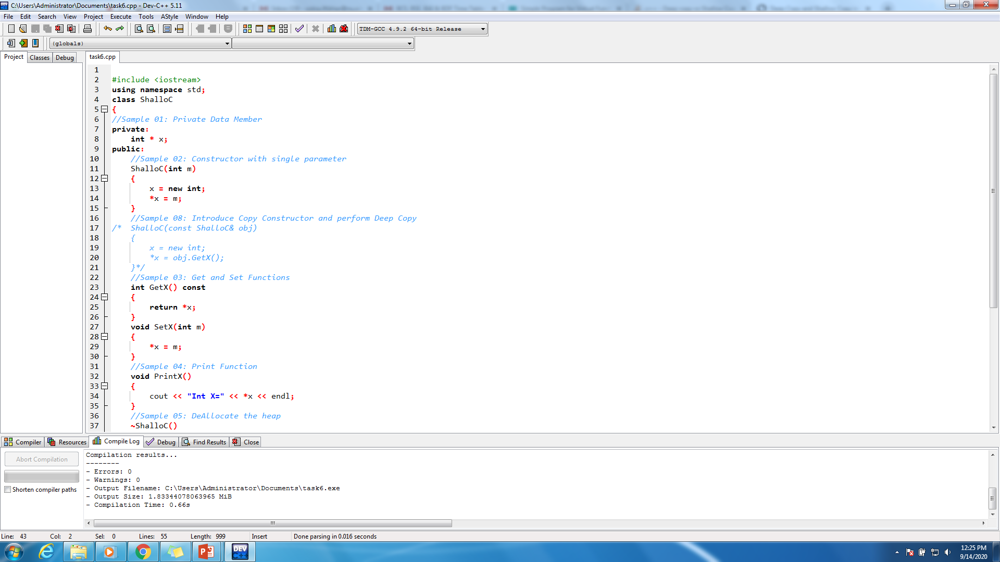 C:\Users\Administrator\Documents\task6.cpp - Dev-C++ 5.11
File Edit Search View Project Execute Tools AStyle Window Help
TDM-GCC 4.9.2 64-bit Release
(globals)
Project Classes Debug task6.cpp
1
2 #include <iostream>
3 using namespace std;
4 class ShalloC
5 {
6 //Sample 01: Private Data Member
7 private:
8 int * x;
9 public:
10 //Sample 02: Constructor with single parameter
11 ShalloC(int m)
12 {
13 x = new int;
14 *x = m;
15 }
16 //Sample 08: Introduce Copy Constructor and perform Deep Copy
17 /* ShalloC(const ShalloC& obj)
18 {
19 x = new int;
20 *x = obj.GetX();
21 }*/
22 //Sample 03: Get and Set Functions
23 int GetX() const
24 {
25 return *x;
26 }
27 void SetX(int m)
28 {
29 *x = m;
30 }
31 //Sample 04: Print Function
32 void PrintX()
33 {
34 cout << "Int X=" << *x << endl;
35 }
36 //Sample 05: DeAllocate the heap
37 ~ShalloC()
Compiler Resources Compile Log Debug Find Results Close
Abort Compilation
Shorten compiler paths
Compilation results...
--------
- Errors: 0
- Warnings: 0
- Output Filename: C:\Users\Administrator\Documents\task6.exe
- Output Size: 1.83344078063965 MiB
- Compilation Time: 0.66s
Line: 43 Col: 2 Sel: 0 Lines: 55 Length: 999 Insert Done parsing in 0.016 seconds
DEV C++
12:25 PM
9/14/2020